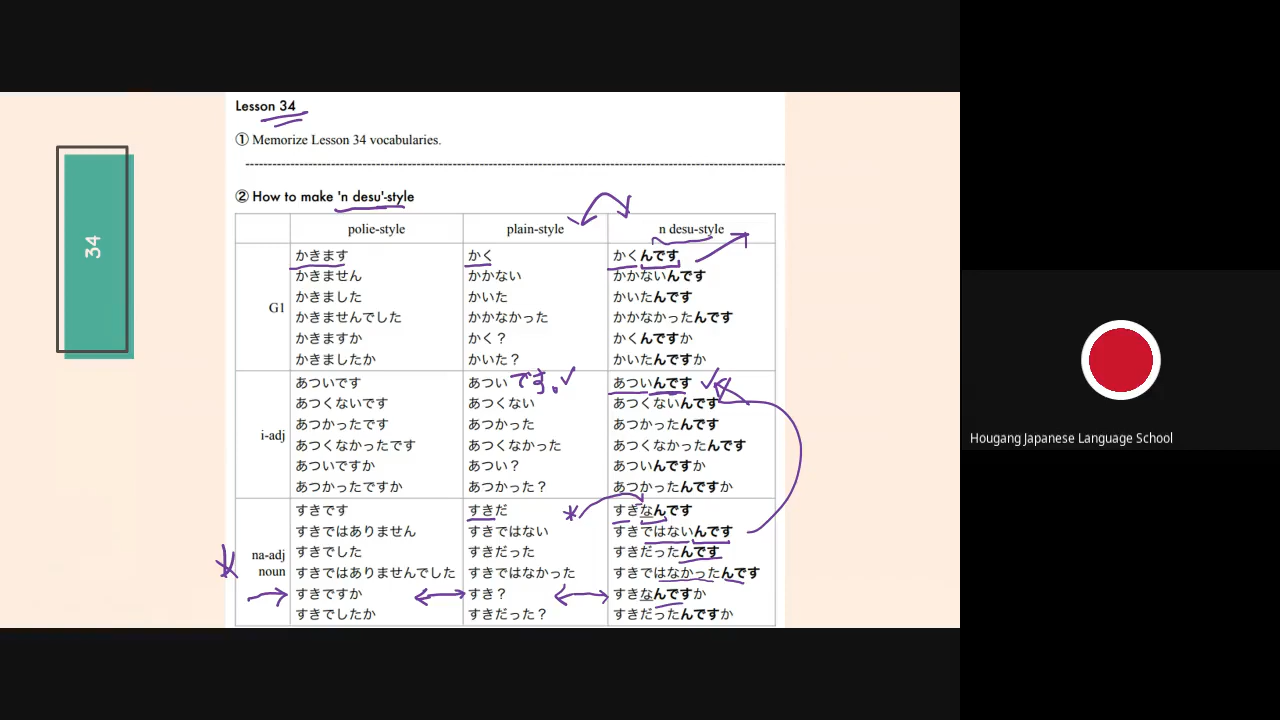 Lesson 34
① Memorize Lesson 34 vocabularies.
34
② How to make 'n desu'-style
polie-style plain-style n desu-style
G1
かきます かく かくんです
かきません かかない かかないんです
かきました かいた かいたんです
かきませんでした かかなかった かかなかったんです
かきますか かく？ かくんですか
かきましたか かいた？ かいたんですか
i-adj
あついです あつい です。 あついんです
あつくないです あつくない あつくないんです
あつかったです あつかった あつかったんです
あつくなかったです あつくなかった あつくなかったんです
あついですか あつい？ あついんですか
あつかったですか あつかった？ あつかったんですか
na-adj
noun
すきです すきだ すきなんです
すきではありません すきではない すきではないんです
すきでした すきだった すきだったんです
すきではありませんでした すきではなかった すきではなかったんです
すきですか すき？ すきなんですか
すきでしたか すきだった？ すきだったんですか
Hougang Japanese Language School